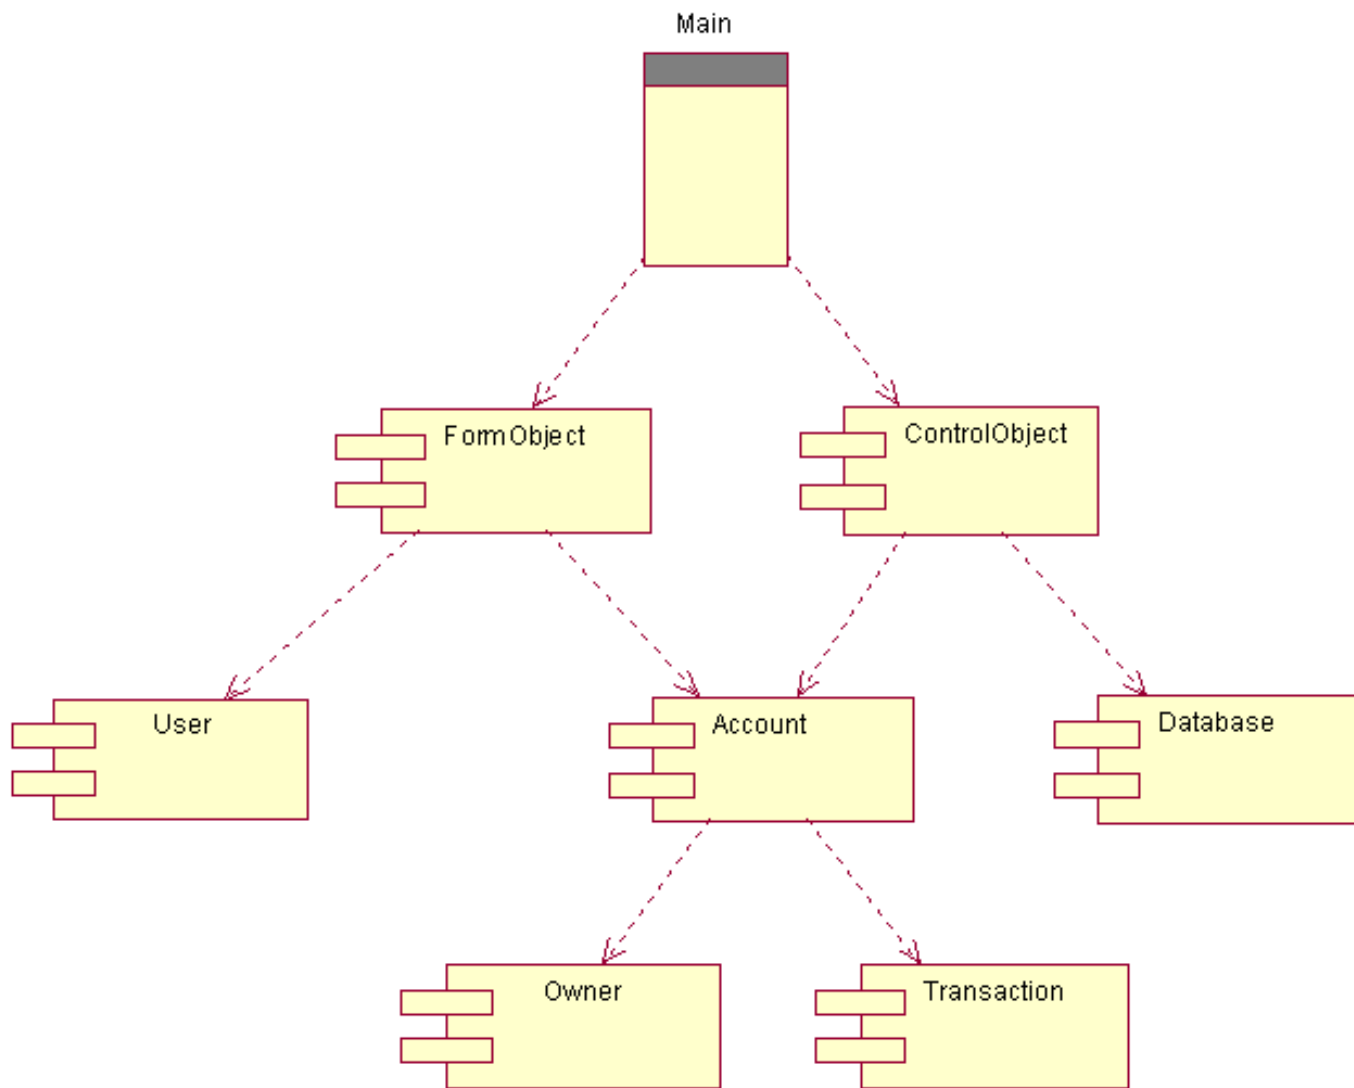 Main
FormObject
ControlObject
User
Account
Database
Owner
Transaction